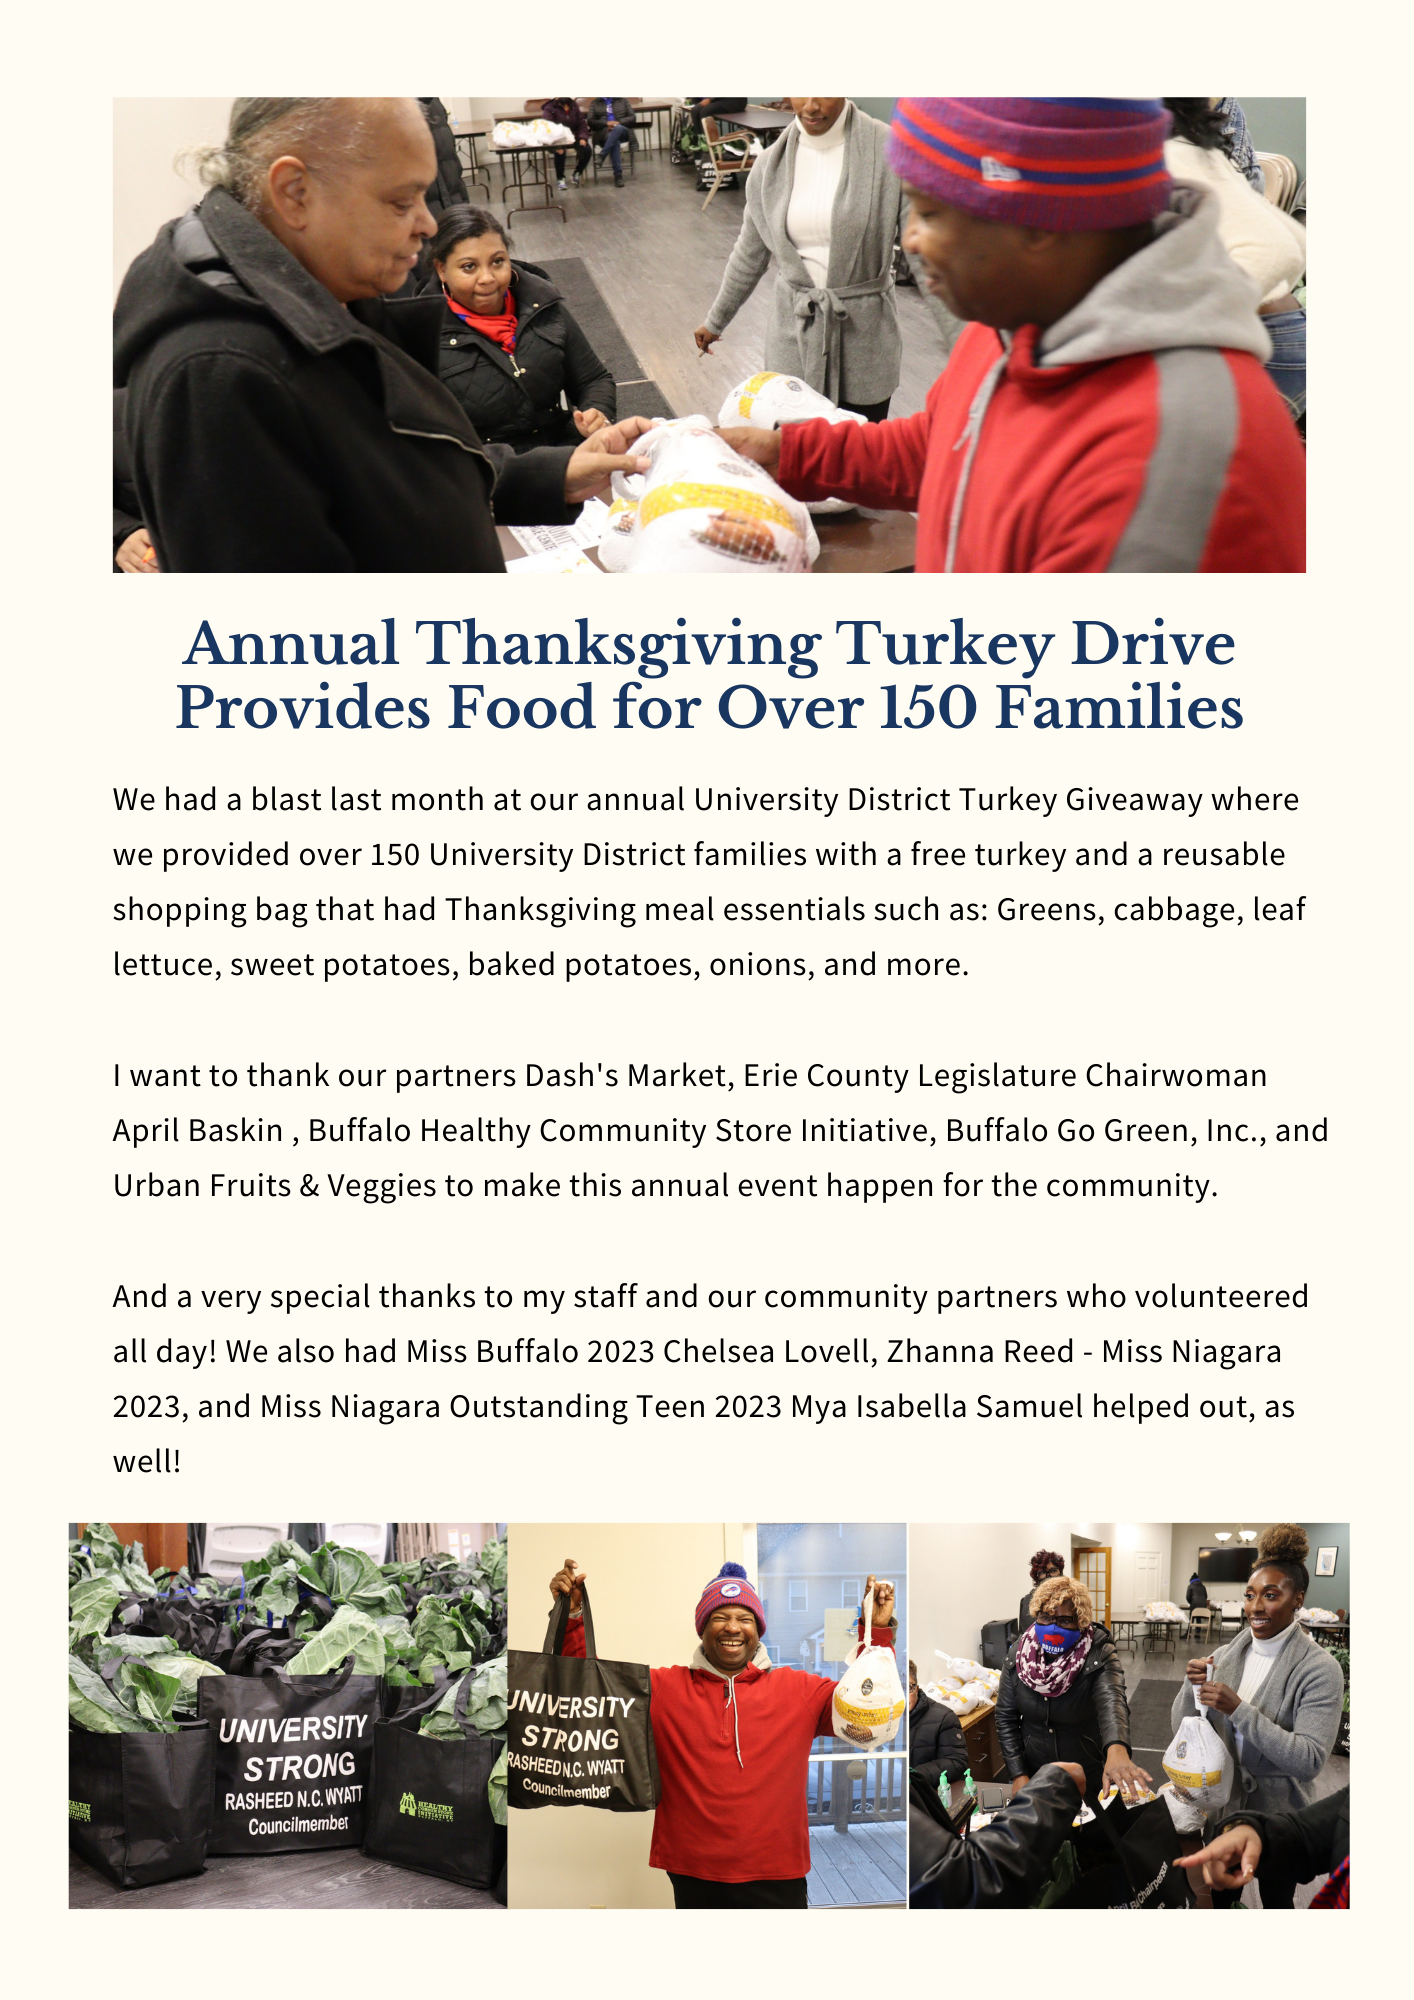 Annual Thanksgiving Turkey Drive
Provides Food for Over 150 Families
We had a blast last month at our annual University District Turkey Giveaway where
we provided over 150 University District families with a free turkey and a reusable
shopping bag that had Thanksgiving meal essentials such as: Greens, cabbage, leaf
lettuce, sweet potatoes, baked potatoes, onions, and more.
I want to thank our partners Dash's Market, Erie County Legislature Chairwoman
April Baskin , Buffalo Healthy Community Store Initiative, Buffalo Go Green, Inc., and
Urban Fruits & Veggies to make this annual event happen for the community.
And a very special thanks to my staff and our community partners who volunteered
all day! We also had Miss Buffalo 2023 Chelsea Lovell, Zhanna Reed - Miss Niagara
2023, and Miss Niagara Outstanding Teen 2023 Mya Isabella Samuel helped out, as
well!
UNIVERSITY
STRONG
RASHEED N.C. WYATT
Councilmember
HEALTHY
INITIATIVE
UNIVERSITY
STRONG
RASHEED N.C. WYATT
Councilmember
BUFFALO
Chairperson